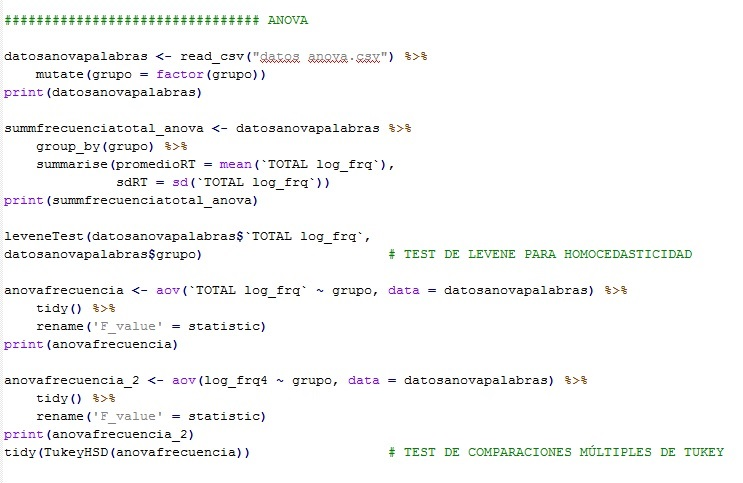 ################################ ANOVA
datosanovapalabras <- read_csv("datos anova.csv") %>%
mutate(grupo = factor(grupo))
print(datosanovapalabras)
summfrecuenciatotal_anova <- datosanovapalabras %>%
group_by(grupo) %>%
summarise(promedioRT = mean(`TOTAL log_frq`),
sdRT = sd(`TOTAL log_frq`))
print(summfrecuenciatotal_anova)
leveneTest(datosanovapalabras$`TOTAL log_frq`,
datosanovapalabras$grupo) # TEST DE LEVENE PARA HOMOCEDASTICIDAD
anovafrecuencia <- aov(`TOTAL log_frq` ~ grupo, data = datosanovapalabras) %>%
tidy() %>%
rename('F_value' = statistic)
print(anovafrecuencia)
anovafrecuencia_2 <- aov(log_frq4 ~ grupo, data = datosanovapalabras) %>%
tidy() %>%
rename('F_value' = statistic)
print(anovafrecuencia_2)
tidy(TukeyHSD(anovafrecuencia)) # TEST DE COMPARACIONES MÚLTIPLES DE TUKEY